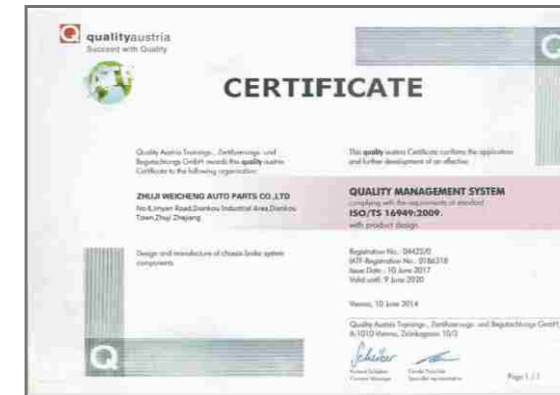 qualityaustria
Succeed with Quality
CERTIFICATE
Quality Austria Trainings-, Zertifizierungs- und
Begutachtungs GmbH awards this quality austria
Certificate to the following organisation:
ZHUJI WEICHENG AUTO PARTS CO.,LTD
Road,Diankou Industrial Area,Diankou
Town,Zhuji Zhejiang
Design and manufacture of chassis brake system
components
This quality austria Certificate confirms the application
and further development of an effective
QUALITY MANAGEMENT SYSTEM
complying with the requirements of standard
ISO/TS 16949:2009.
with product design
Registration No.: 04422/0
IATF-Registration No.: 0186318
Issue Date: 10 June 2017
Valid until: 9 June 2020
Vienna, 10 June 2014
Quality Austria Trainings-, Zertifizierungs- und Begutachtungs GmbH,
A-1010 Vienna, Zelinkagasse 10/3
Page 1 / 1
Q